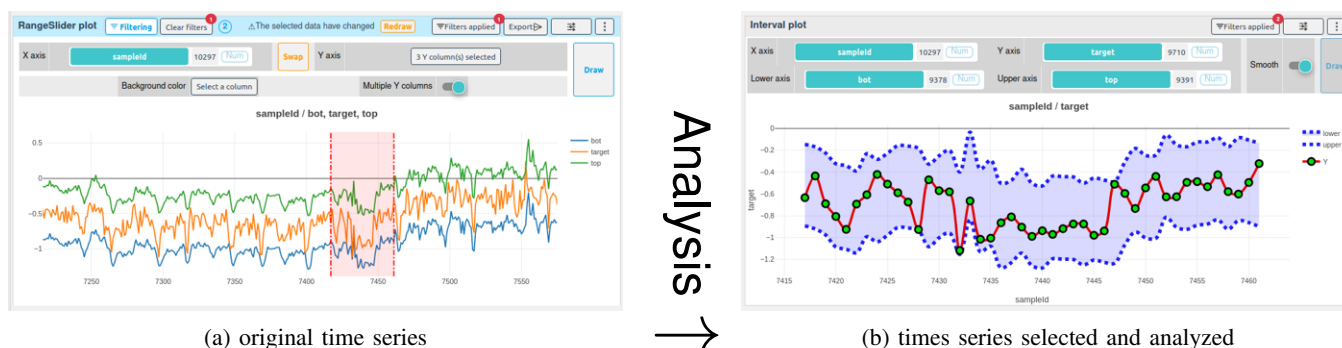 RangeSlider plot Filtering Clear filters 1 2 ⚠The selected data have changed Redraw Filters applied 1 Export
X axis sampleId 10297 Num Swap Y axis 3 Y column(s) selected Draw
Background color Select a column Multiple Y columns
sampleId / bot, target, top
0.5
0
−0.5
−1
7250 7300 7350 7400 7450 7500 7550
bot
target
top
(a) original time series
Analysis
→
Interval plot Filters applied 2
X axis sampleId 10297 Num Y axis target 9710 Num
Smooth Draw
Lower axis bot 9378 Num Upper axis top 9391 Num
sampleId / target
0
−0.2
−0.4
−0.6
−0.8
−1
−1.2
target
7415 7420 7425 7430 7435 7440 7445 7450 7455 7460
sampleId
lower
upper
Y
(b) times series selected and analyzed